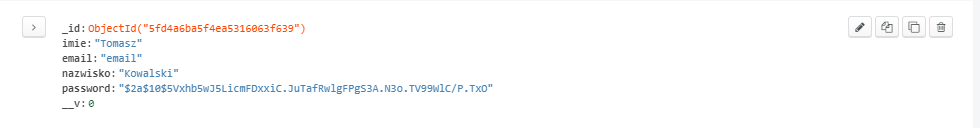 _id: ObjectId("5fd4a6ba5f4ea5316063f639")
imie: "Tomasz"
email: "email"
nazwisko: "Kowalski"
password: "$2a$10$5Vxhb5wJ5LicmFDxxiC.JuTafRwlgFPgS3A.N3o.TV99WlC/P.TxO"
__v: 0